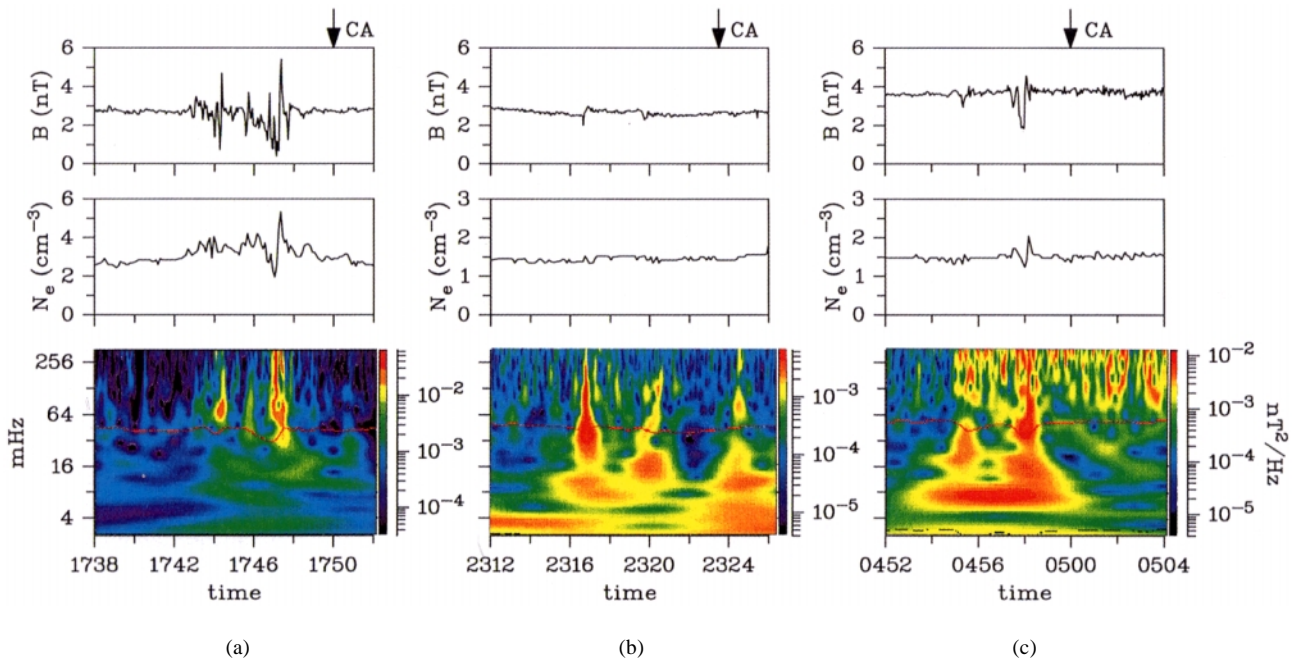 CA
6
4
2
0
B (nT)
6
4
2
0
N_e (cm⁻³)
256
64
16
4
mHz
1738
1742
1746
1750
time
10⁻²
10⁻³
10⁻⁴
(a)
CA
6
4
2
0
B (nT)
3
2
1
0
N_e (cm⁻³)
2312
2316
2320
2324
time
10⁻³
10⁻⁴
10⁻⁵
(b)
CA
6
4
2
0
B (nT)
3
2
1
0
N_e (cm⁻³)
0452
0456
0500
0504
time
10⁻²
10⁻³
10⁻⁴
10⁻⁵
nT²/Hz
(c)